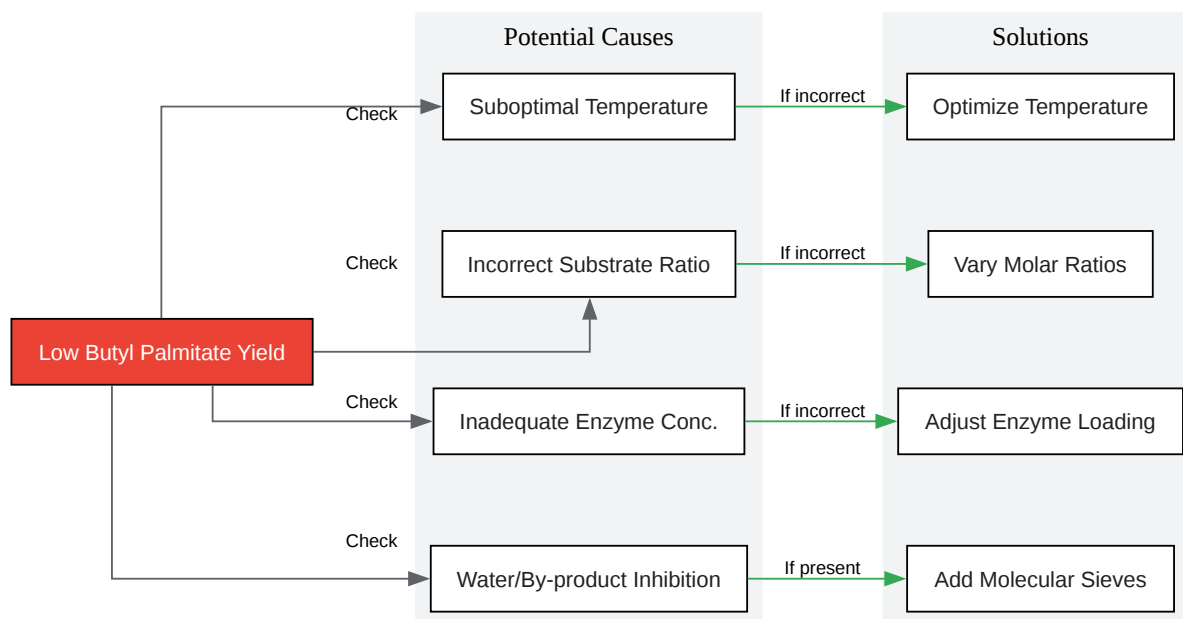 Potential Causes
Solutions
Check
Suboptimal Temperature
If incorrect
Optimize Temperature
Check
Incorrect Substrate Ratio
If incorrect
Vary Molar Ratios
Low Butyl Palmitate Yield
Check
Inadequate Enzyme Conc.
If incorrect
Adjust Enzyme Loading
Check
Water/By-product Inhibition
If present
Add Molecular Sieves